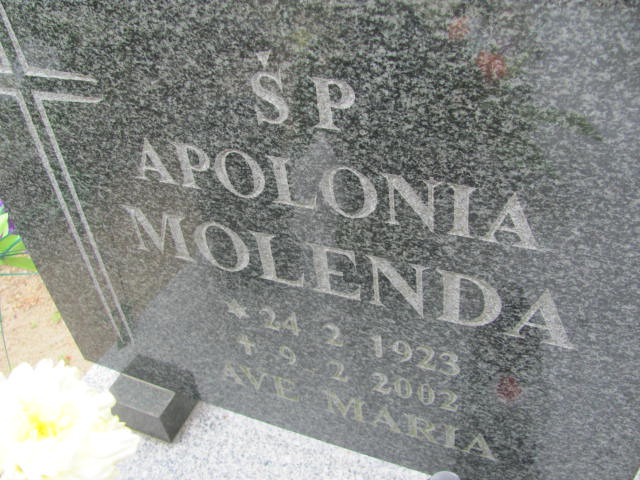 ŚP
APOLONIA
MOLENDA
* 24 2 1923
+ 9 2 2002
AVE MARIA